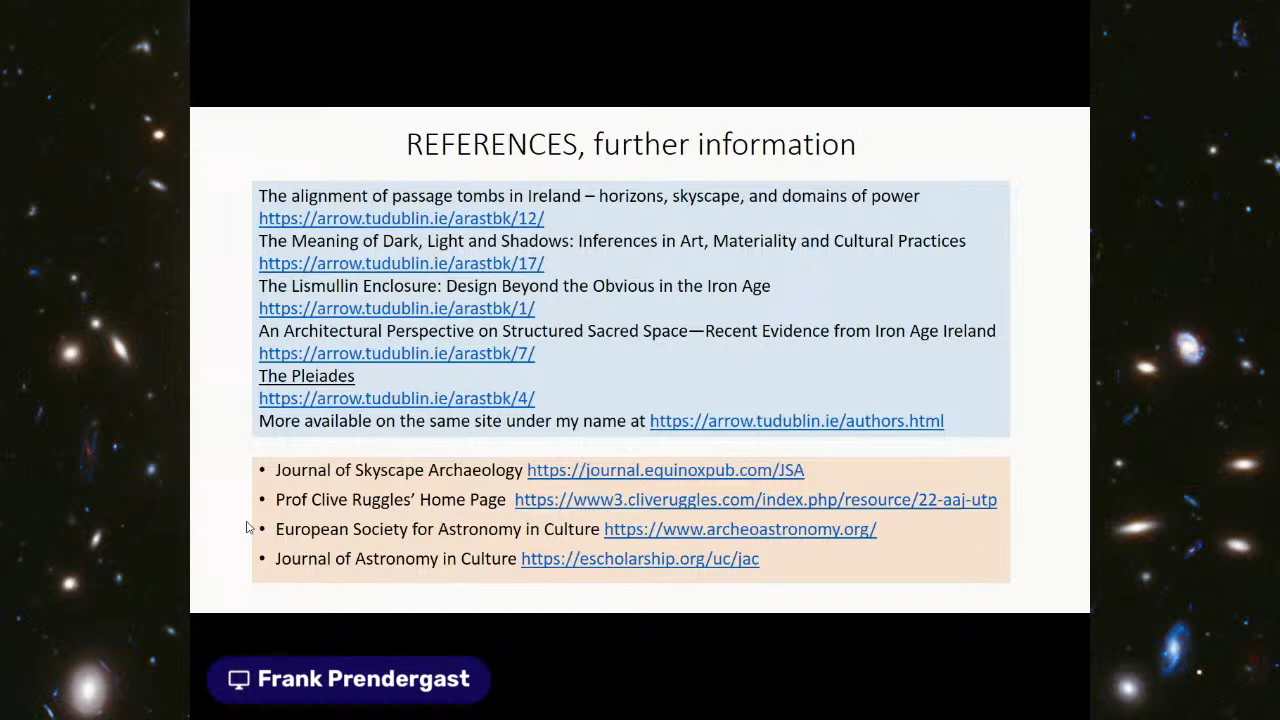 REFERENCES, further information
The alignment of passage tombs in Ireland – horizons, skyscape, and domains of power
https://arrow.tudublin.ie/arastbk/12/
The Meaning of Dark, Light and Shadows: Inferences in Art, Materiality and Cultural Practices
https://arrow.tudublin.ie/arastbk/17/
The Lismullin Enclosure: Design Beyond the Obvious in the Iron Age
https://arrow.tudublin.ie/arastbk/1/
An Architectural Perspective on Structured Sacred Space—Recent Evidence from Iron Age Ireland
https://arrow.tudublin.ie/arastbk/7/
The Pleiades
https://arrow.tudublin.ie/arastbk/4/
More available on the same site under my name at https://arrow.tudublin.ie/authors.html
• Journal of Skyscape Archaeology https://journal.equinoxpub.com/JSA
• Prof Clive Ruggles’ Home Page https://www3.cliveruggles.com/index.php/resource/22-aaj-utp
• European Society for Astronomy in Culture https://www.archeoastronomy.org/
• Journal of Astronomy in Culture https://escholarship.org/uc/jac
Frank Prendergast